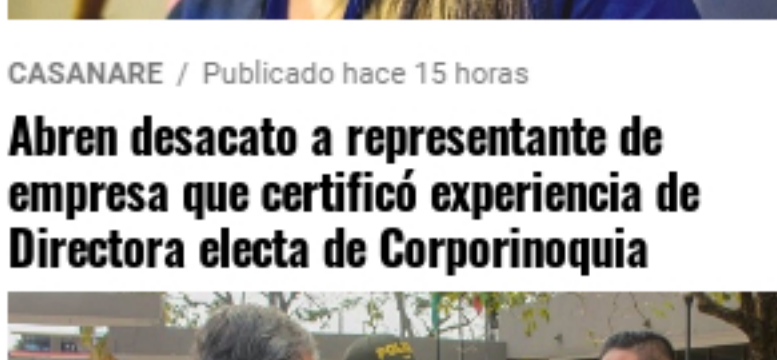 CASANARE / Publicado hace 15 horas
Abren desacato a representante de
empresa que certificó experiencia de
Directora electa de Corporinoquia